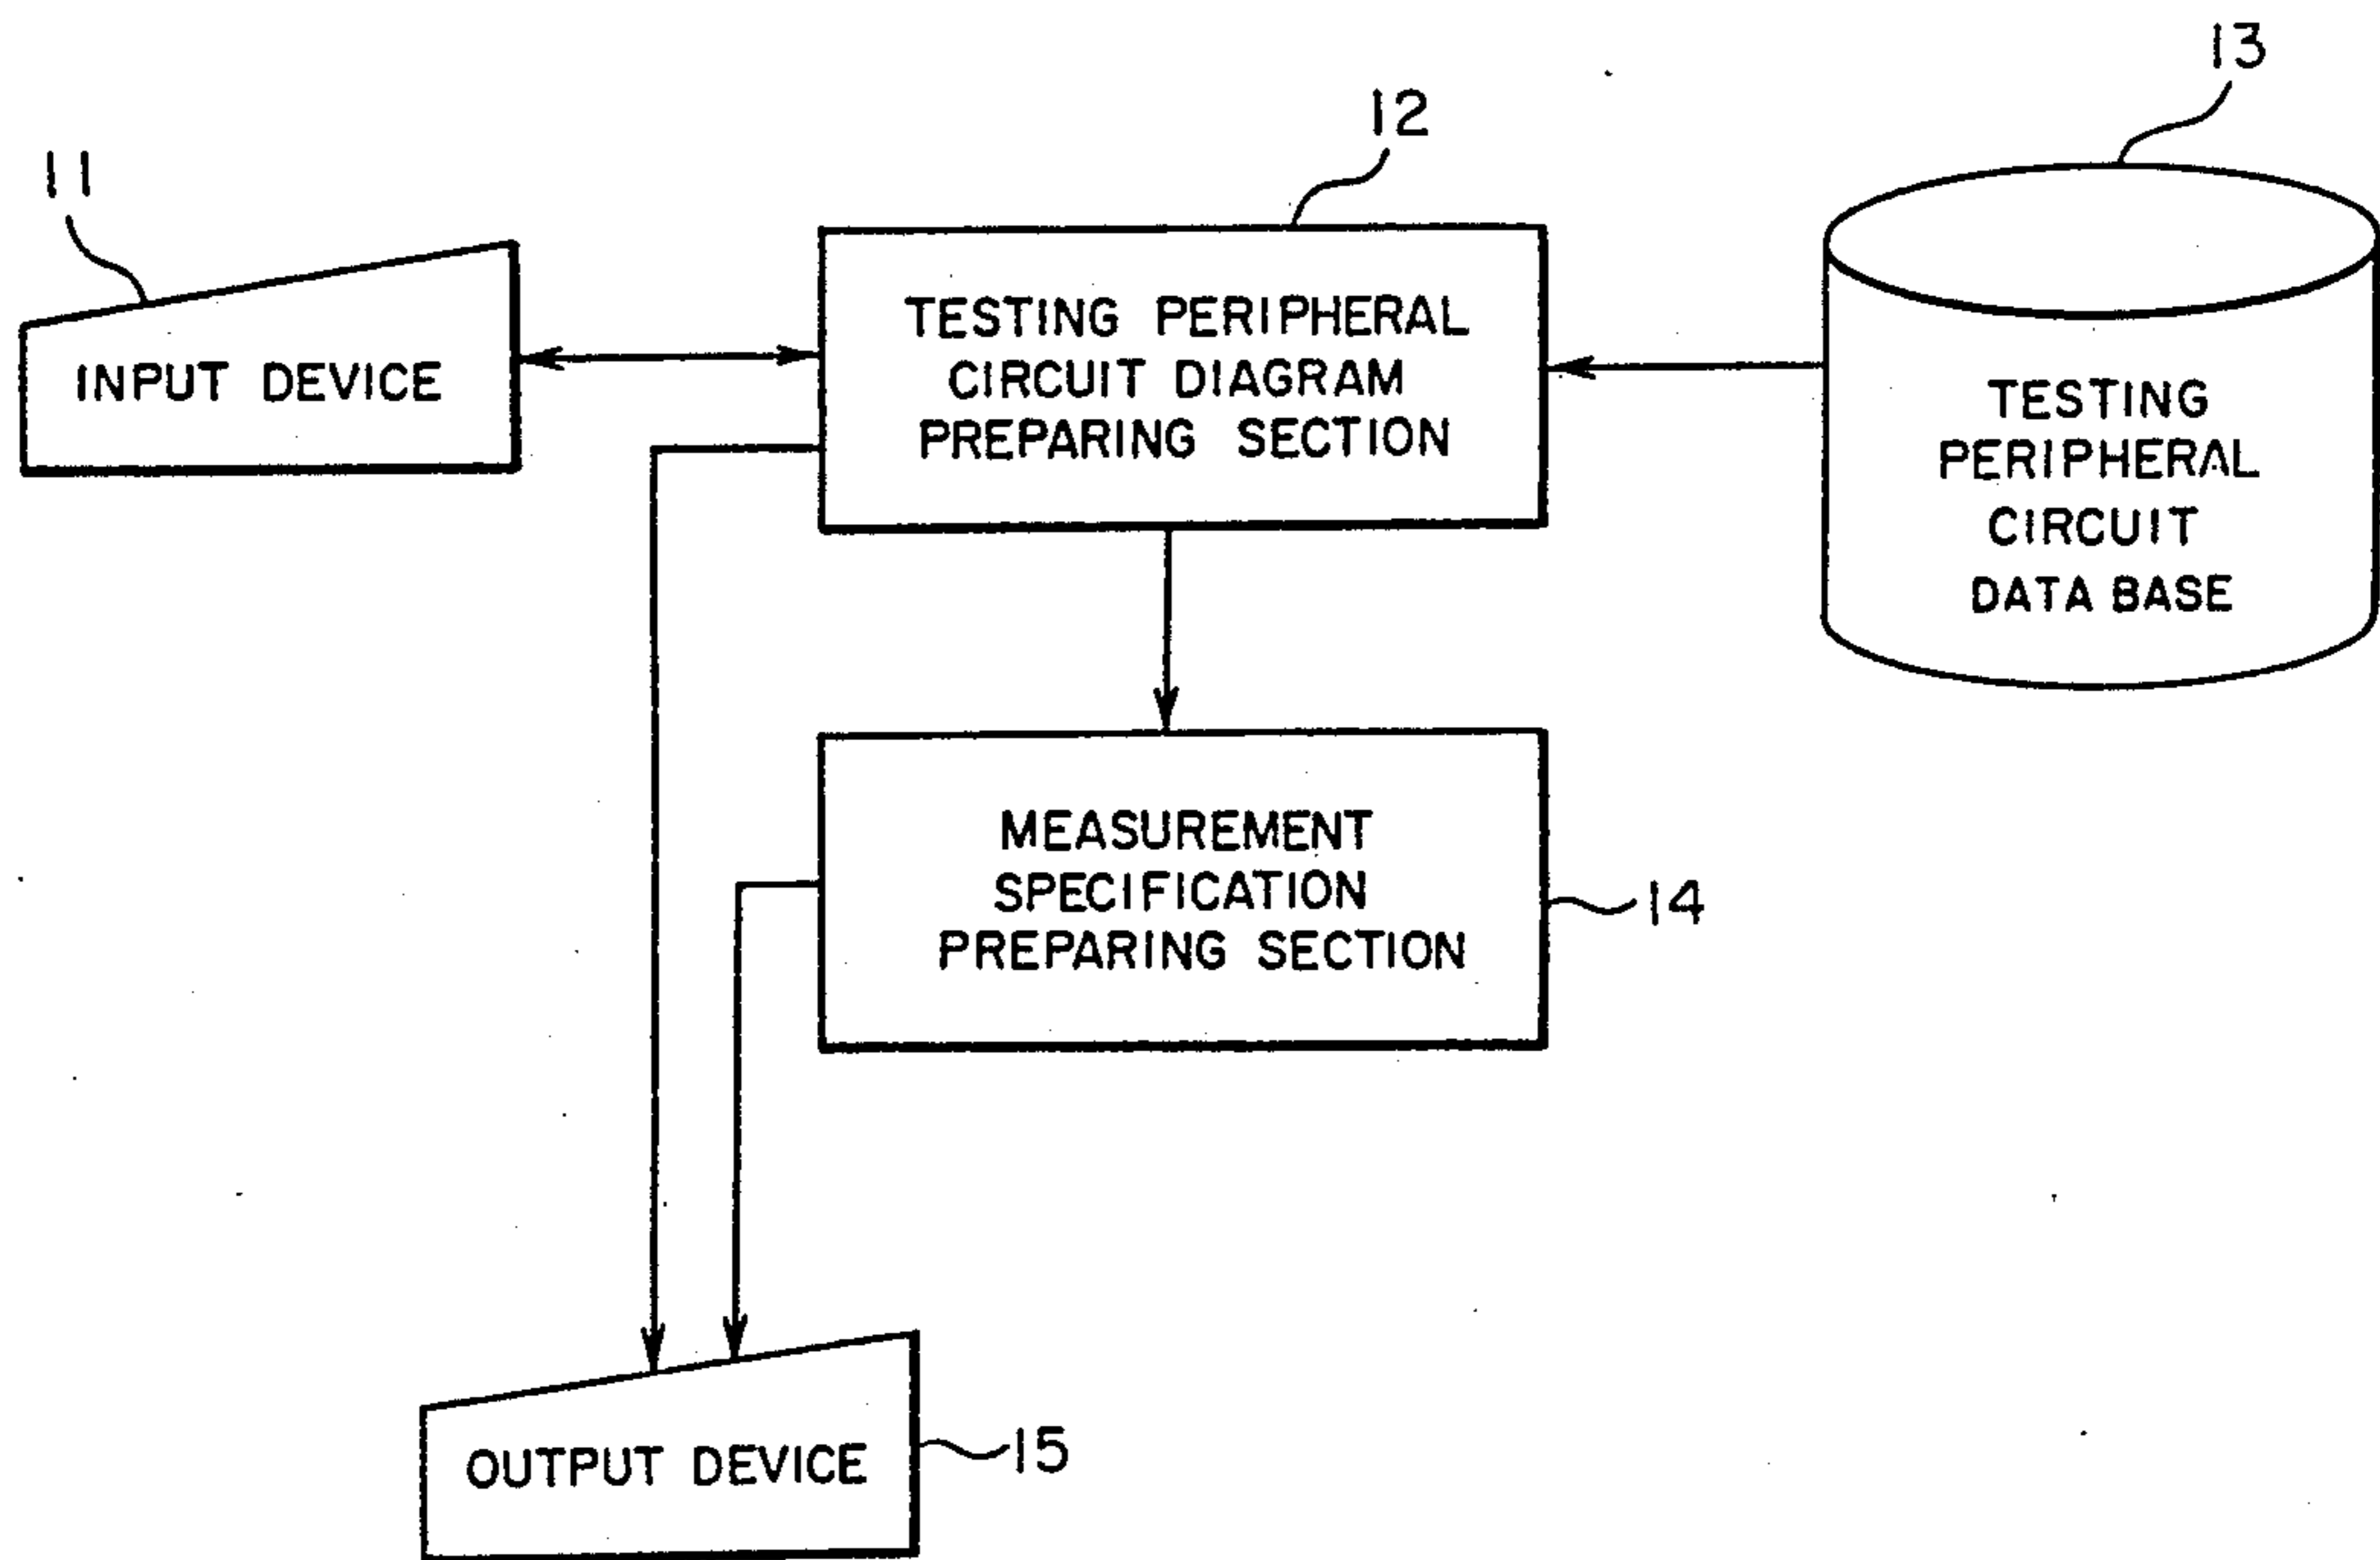 11
INPUT DEVICE
12
TESTING PERIPHERAL
CIRCUIT DIAGRAM
PREPARING SECTION
13
TESTING
PERIPHERAL
CIRCUIT
DATA BASE
MEASUREMENT
SPECIFICATION
PREPARING SECTION
14
OUTPUT DEVICE
15